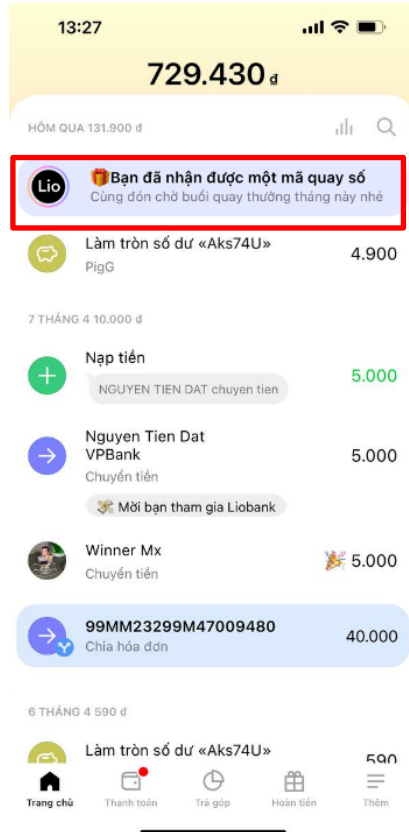 13:27
729.430 đ
HÔM QUA 131.900 đ
Lio
🎁Bạn đã nhận được một mã quay số
Cùng đón chờ buổi quay thưởng tháng này nhé
Làm tròn số dư «Aks74U»
PigG
4.900
7 THÁNG 4 10.000 đ
Nạp tiền
NGUYEN TIEN DAT chuyen tien
5.000
Nguyen Tien Dat
VPBank
Chuyển tiền
5.000
💸 Mời bạn tham gia Liobank
Winner Mx
Chuyển tiền
🎉 5.000
99MM23299M47009480
Chia hóa đơn
40.000
6 THÁNG 4 590 đ
Làm tròn số dư «Aks74U»
590
Trang chủ
Thanh toán
Trả góp
Hoàn tiền
Thêm